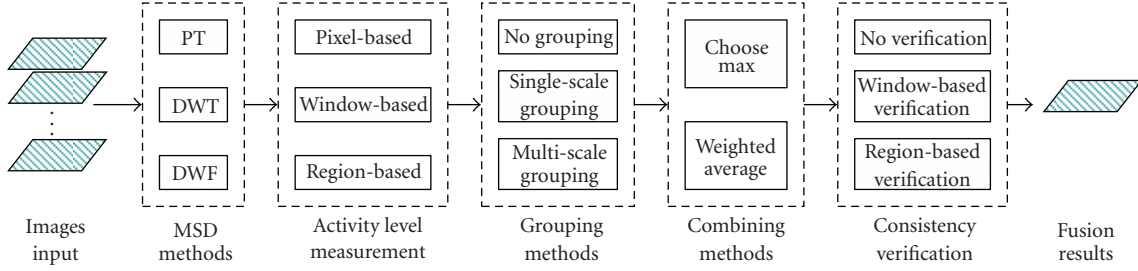 PT
DWT
DWF
Pixel-based
Window-based
Region-based
No grouping
Single-scale
grouping
Multi-scale
grouping
Choose
max
Weighted
average
No verification
Window-based
verification
Region-based
verification
Images
input
MSD
methods
Activity level
measurement
Grouping
methods
Combining
methods
Consistency
verification
Fusion
results